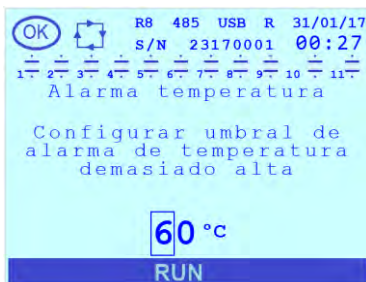 OK R8 485 USB R 31/01/17
S/N 23170001 00:27
1 2 3 4 5 6 7 8 9 10 11
Alarma temperatura
Configurar umbral de
alarma de temperatura
demasiado alta
60 °C
RUN